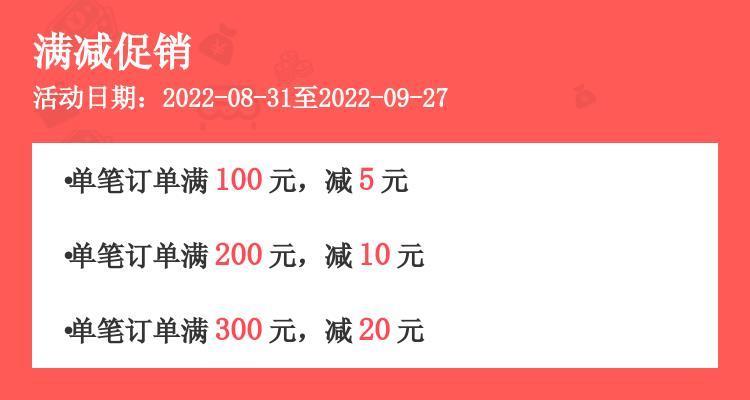 满减促销
活动日期：2022-08-31至2022-09-27
•单笔订单满 100 元，减 5 元
•单笔订单满 200 元，减 10 元
•单笔订单满 300 元，减 20 元